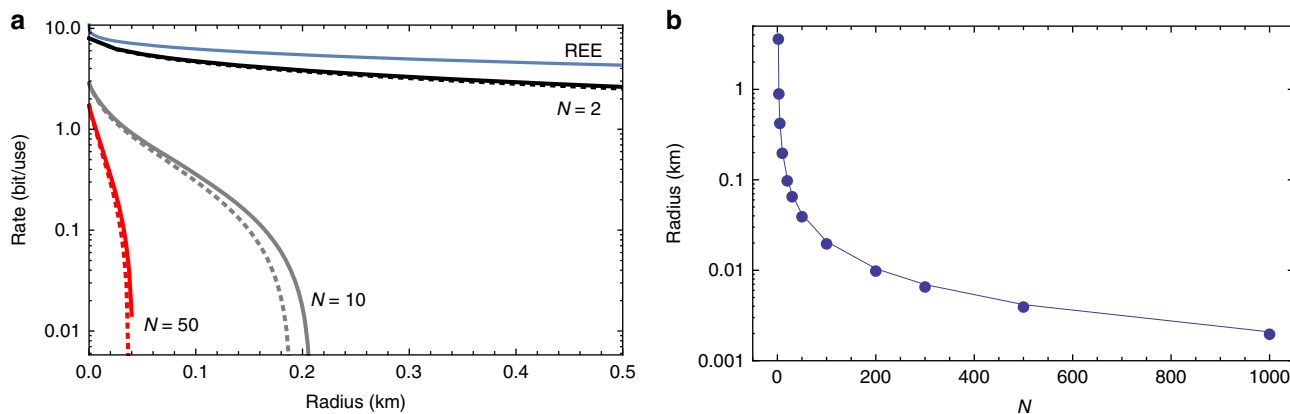 a
10.0
1.0
0.1
0.01
Rate (bit/use)
REE
N = 2
N = 10
N = 50
0.0 0.1 0.2 0.3 0.4 0.5
Radius (km)
b
1
0.1
0.01
0.001
Radius (km)
0 200 400 600 800 1000
N